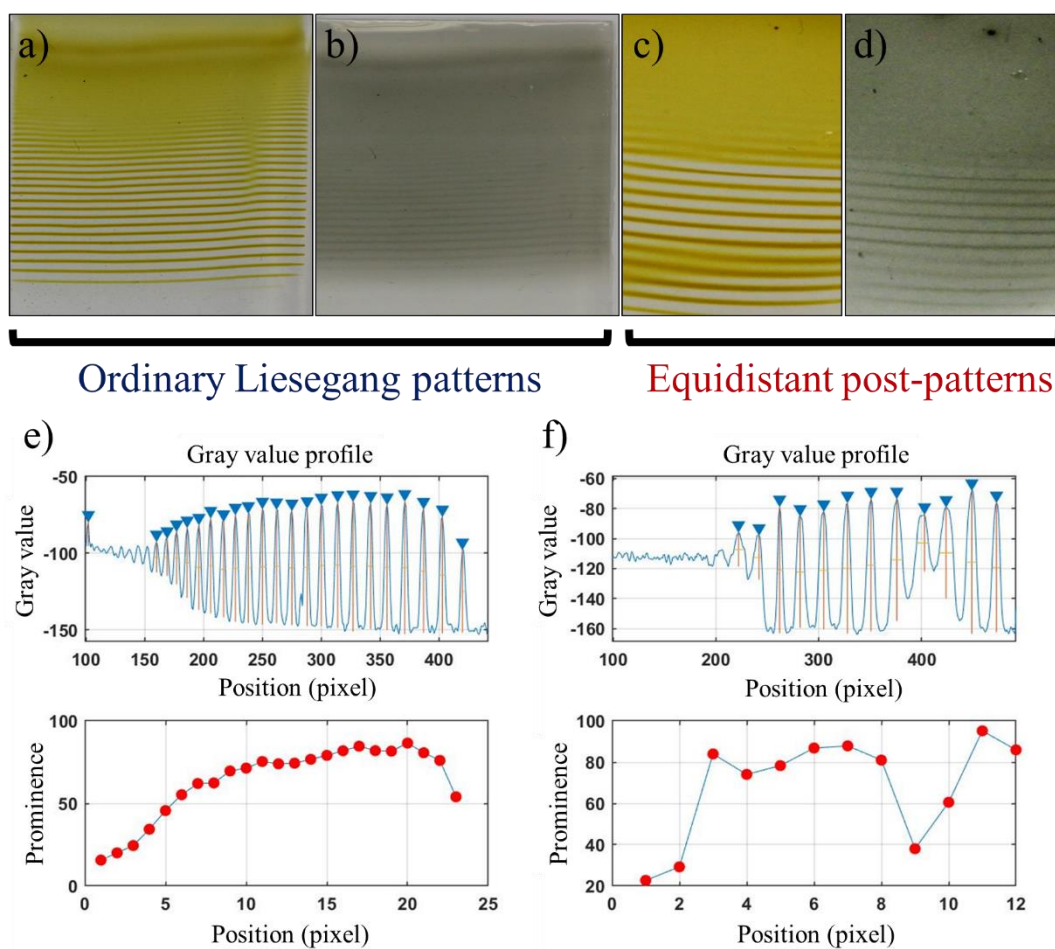 a) b) c) d)
Ordinary Liesegang patterns Equidistant post-patterns
e) f)
Gray value profile Gray value profile
Gray value
-50
-100
-150
100 150 200 250 300 350 400
Position (pixel)
Gray value
-60
-80
-100
-120
-140
-160
100 200 300 400
Position (pixel)
Prominence
100
50
0
0 5 10 15 20 25
Position (pixel)
Prominence
100
80
60
40
20
0 2 4 6 8 10 12
Position (pixel)